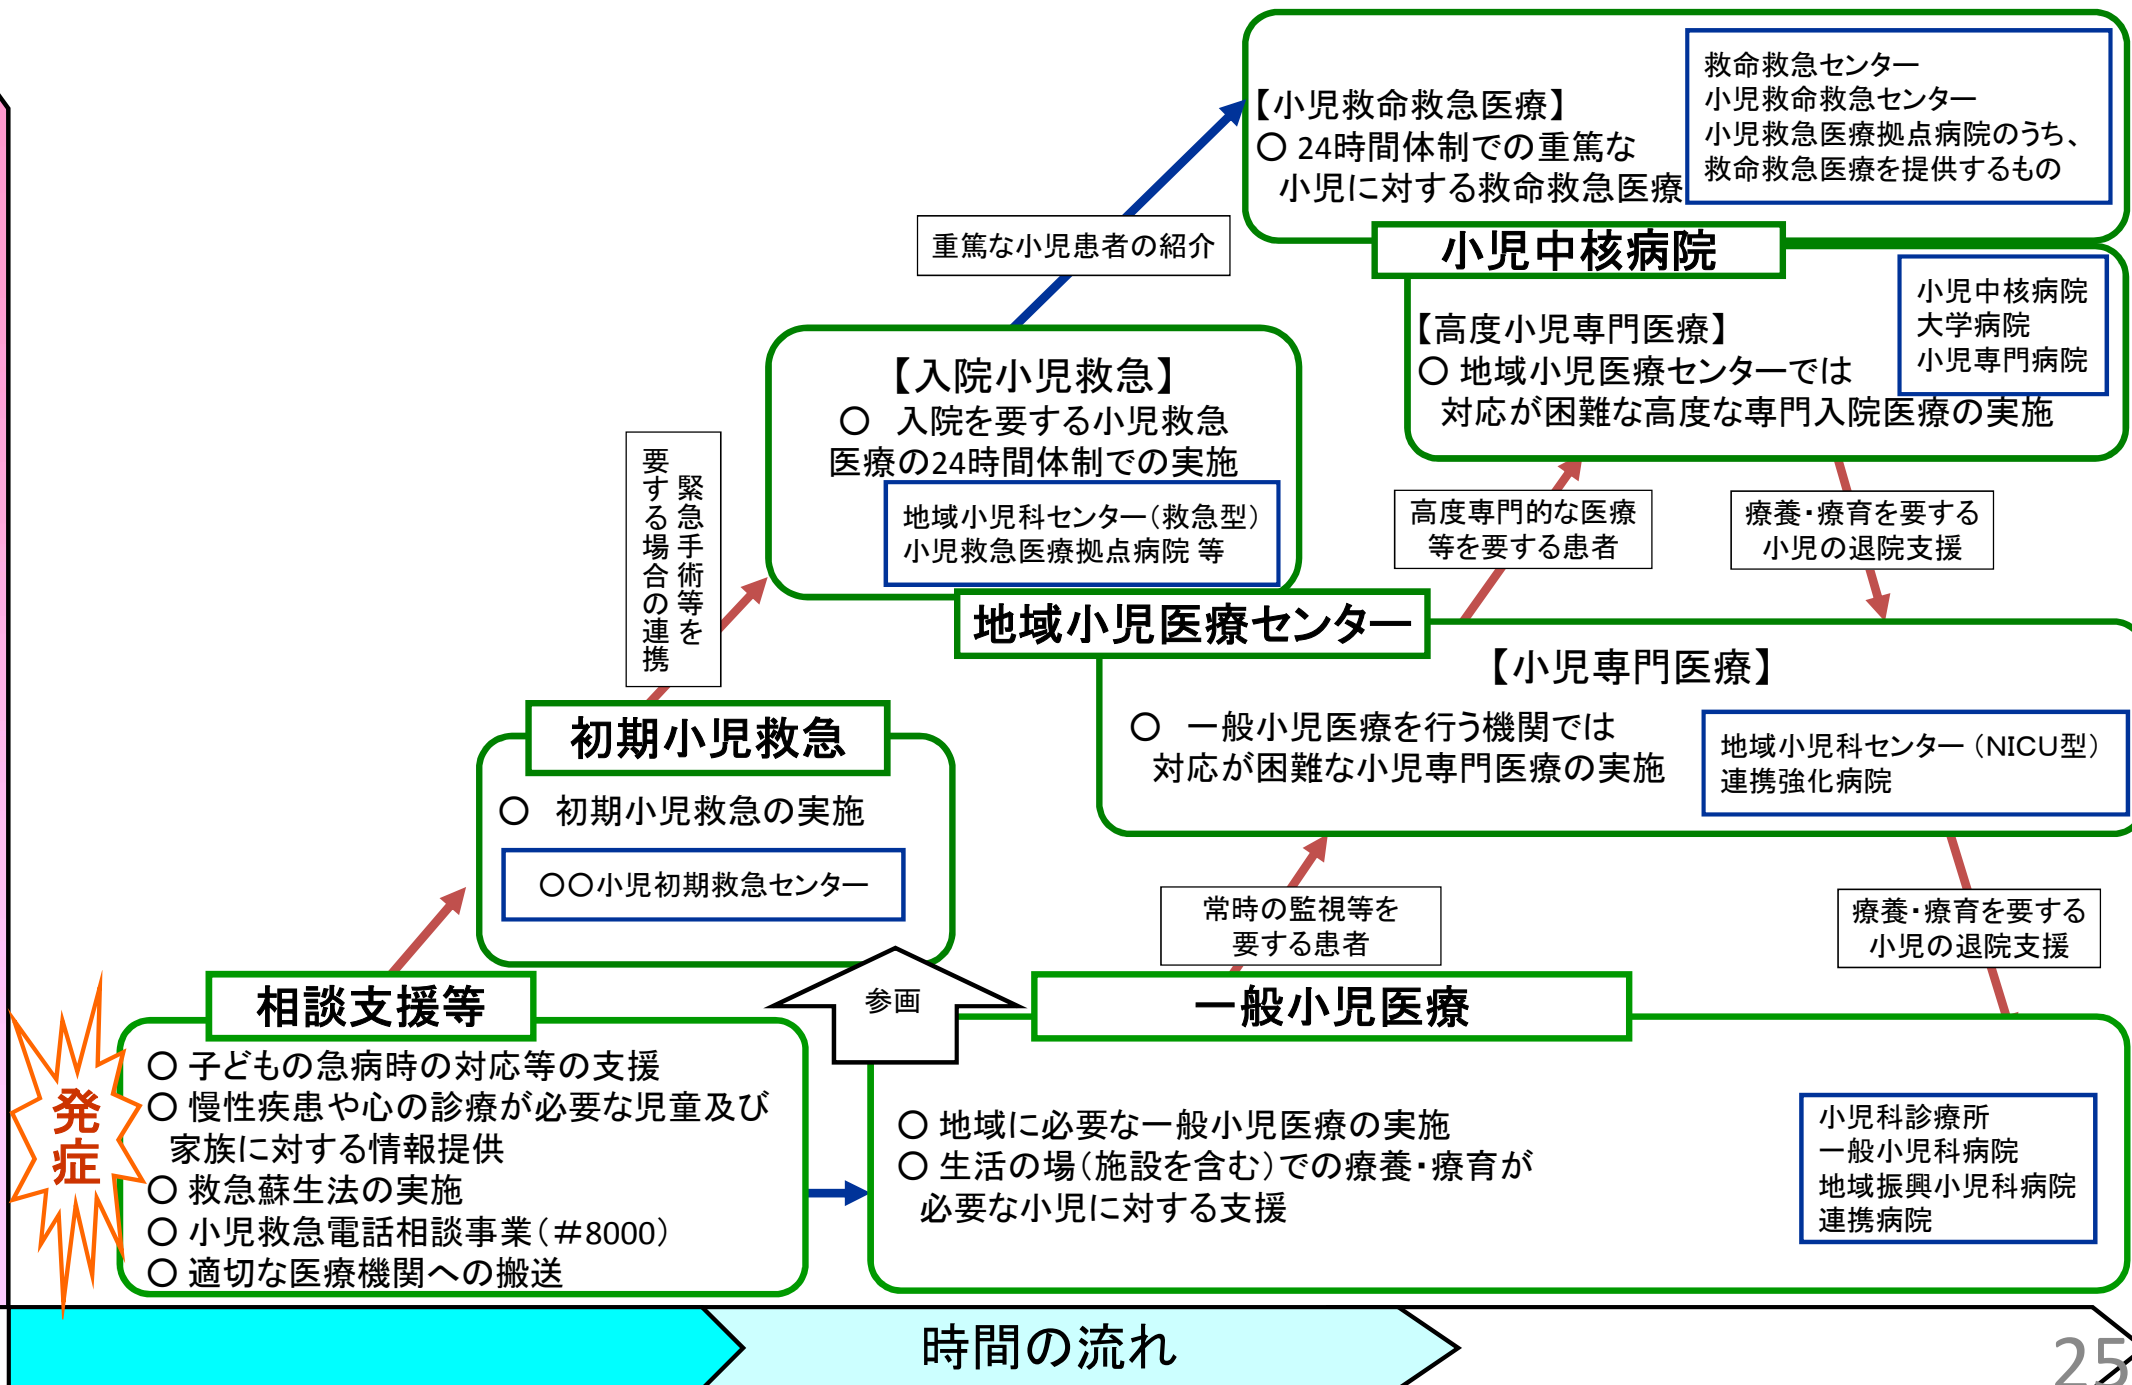 救命救急センター
小児救命救急センター
小児救急医療拠点病院のうち、
救命救急医療を提供するもの
【小児救命救急医療】
○ 24時間体制での重篤な
小児に対する救命救急医療
重篤な小児患者の紹介
小児中核病院
小児中核病院
大学病院
小児専門病院
【高度小児専門医療】
○ 地域小児医療センターでは
対応が困難な高度な専門入院医療の実施
【入院小児救急】
○ 入院を要する小児救急
医療の24時間体制での実施
地域小児科センター（救急型）
小児救急医療拠点病院 等
緊急手術等を
要する場合の連携
高度専門的な医療
等を要する患者
療養・療育を要する
小児の退院支援
地域小児医療センター
【小児専門医療】
○ 一般小児医療を行う機関では
対応が困難な小児専門医療の実施
地域小児科センター（NICU型）
連携強化病院
初期小児救急
○ 初期小児救急の実施
○○小児初期救急センター
常時の監視等を
要する患者
療養・療育を要する
小児の退院支援
相談支援等
参画
一般小児医療
発症
○ 子どもの急病時の対応等の支援
○ 慢性疾患や心の診療が必要な児童及び
家族に対する情報提供
○ 救急蘇生法の実施
○ 小児救急電話相談事業（＃8000）
○ 適切な医療機関への搬送
○ 地域に必要な一般小児医療の実施
○ 生活の場（施設を含む）での療養・療育が
必要な小児に対する支援
小児科診療所
一般小児科病院
地域振興小児科病院
連携病院
時間の流れ
25